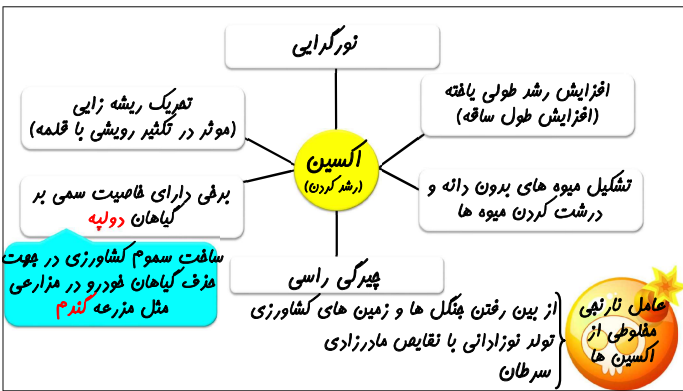 نورگرایی
افزایش رشد طولی یاخته
(افزایش طول ساقه)
تحریک ریشه زایی
(موثر در تکثیر رویشی با قلمه)
اکسین
(رشد کردن)
تشکیل میوه های بدون دانه و
درشت کردن میوه ها
برخی دارای خاصیت سمی بر
گیاهان دولپه
ساخت سموم کشاورزی در جهت
حذف گیاهان خودرو در مزارعی
مثل مزرعه گندم
چیرگی راسی
عامل نارنجی
مخلوطی از
اکسین ها
از بین رفتن جنگل ها و زمین های کشاورزی
تولد نوزادانی با نقایص مادرزادی
سرطان